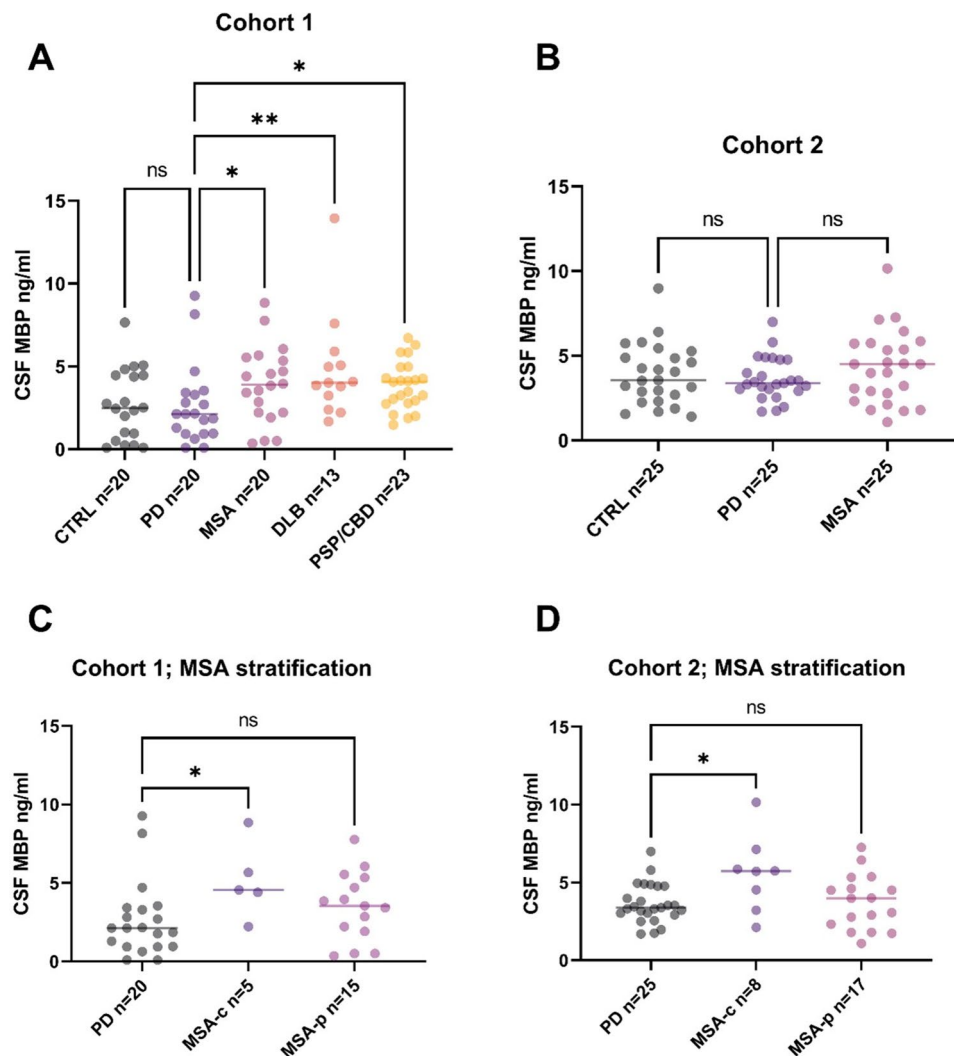 Cohort 1
A
*
**
ns
*
15
10
5
0
CSF MBP ng/ml
CTRL n=20
PD n=20
MSA n=20
DLB n=13
PSP/CBD n=23
B
Cohort 2
ns
ns
15
10
5
0
CSF MBP ng/ml
CTRL n=25
PD n=25
MSA n=25
C
Cohort 1; MSA stratification
ns
*
15
10
5
0
CSF MBP ng/ml
PD n=20
MSA-c n=5
MSA-p n=15
D
Cohort 2; MSA stratification
ns
*
15
10
5
0
CSF MBP ng/ml
PD n=25
MSA-c n=8
MSA-p n=17